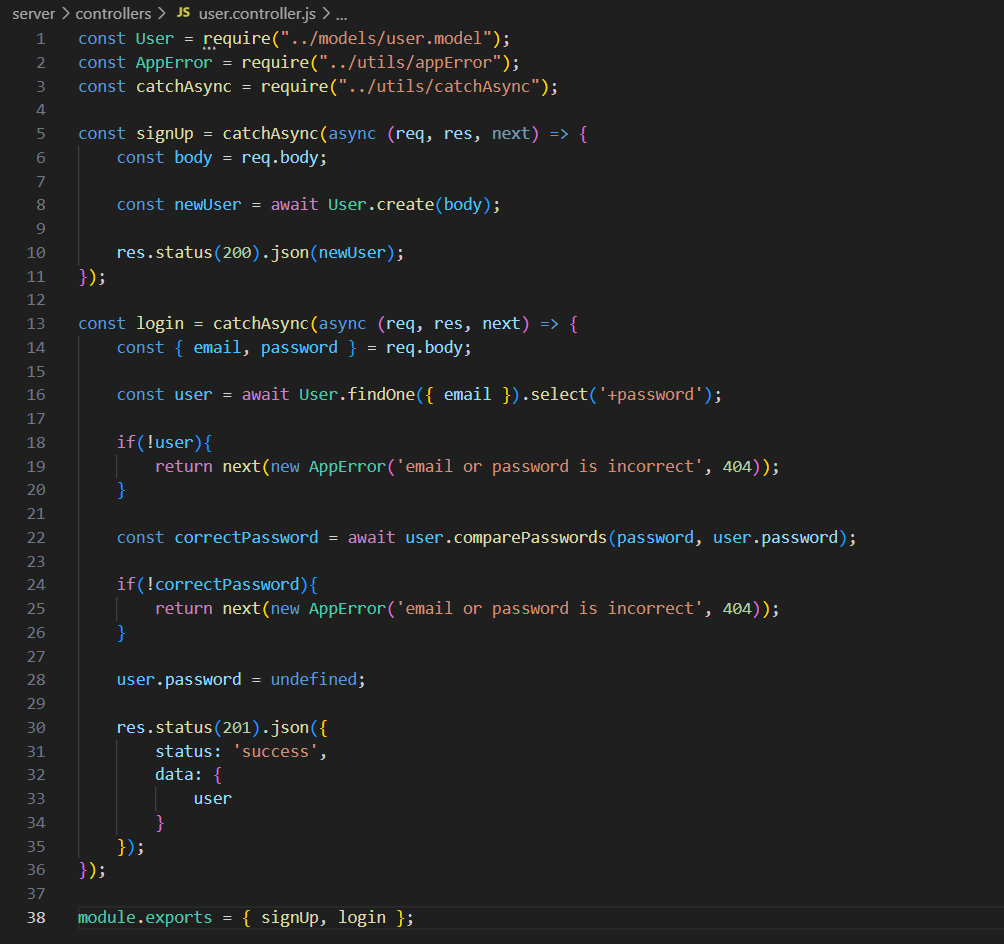 server > controllers > JS user.controller.js > ...
1 const User = require("../models/user.model");
2 const AppError = require("../utils/appError");
3 const catchAsync = require("../utils/catchAsync");
4
5 const signUp = catchAsync(async (req, res, next) => {
6     const body = req.body;
7
8     const newUser = await User.create(body);
9
10     res.status(200).json(newUser);
11 });
12
13 const login = catchAsync(async (req, res, next) => {
14     const { email, password } = req.body;
15
16     const user = await User.findOne({ email }).select('+password');
17
18     if(!user){
19         return next(new AppError('email or password is incorrect', 404));
20     }
21
22     const correctPassword = await user.comparePasswords(password, user.password);
23
24     if(!correctPassword){
25         return next(new AppError('email or password is incorrect', 404));
26     }
27
28     user.password = undefined;
29
30     res.status(201).json({
31         status: 'success',
32         data: {
33             user
34         }
35     });
36 });
37
38 module.exports = { signUp, login };